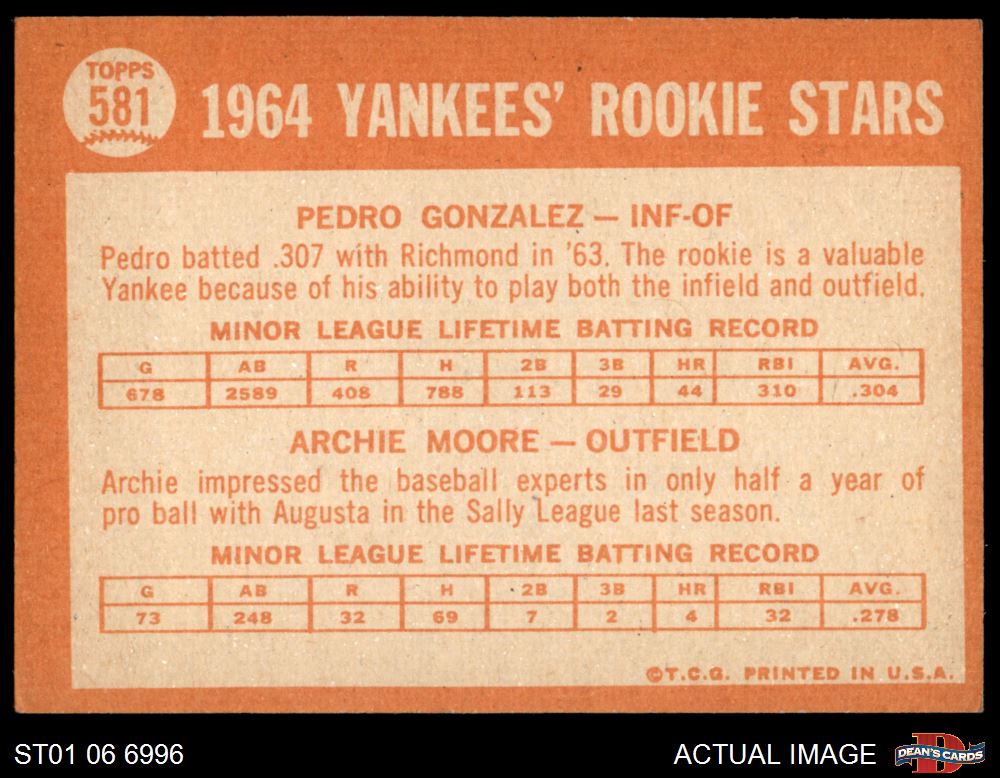 TOPPS
581
1964 YANKEES' ROOKIE STARS
PEDRO GONZALEZ — INF-OF
Pedro batted .307 with Richmond in '63. The rookie is a valuable
Yankee because of his ability to play both the infield and outfield.
MINOR LEAGUE LIFETIME BATTING RECORD
G AB R H 2B 3B HR RBI AVG.
678 2589 408 788 113 29 44 310 .304
ARCHIE MOORE — OUTFIELD
Archie impressed the baseball experts in only half a year of
pro ball with Augusta in the Sally League last season.
MINOR LEAGUE LIFETIME BATTING RECORD
G AB R H 2B 3B HR RBI AVG.
73 248 32 69 7 2 4 32 .278
©T.C.G. PRINTED IN U.S.A.
ST01 06 6996
ACTUAL IMAGE
D
DEAN'S CARDS